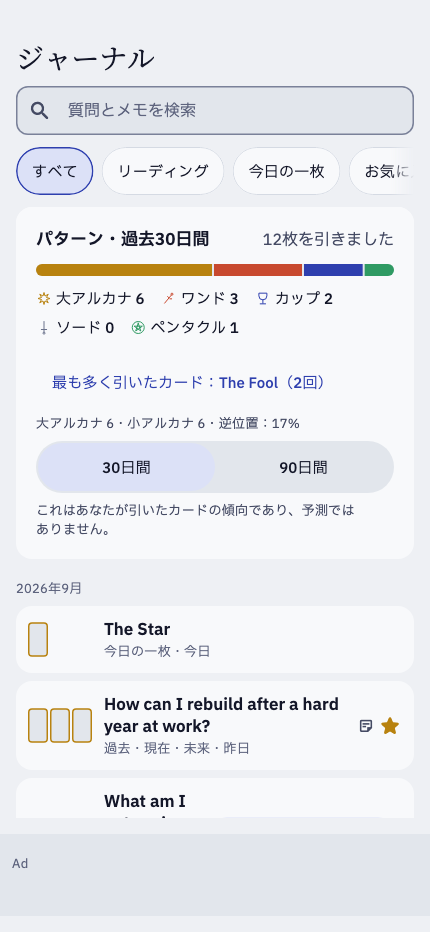 ジャーナル
質問とメモを検索
すべて
リーディング
今日の一枚
お気に
パターン・過去30日間
12枚を引きました
大アルカナ 6
ワンド 3
カップ 2
ソード 0
ペンタクル 1
最も多く引いたカード：The Fool（2回）
大アルカナ 6・小アルカナ 6・逆位置：17%
30日間
90日間
これはあなたが引いたカードの傾向であり、予測では
ありません。
2026年9月
The Star
今日の一枚・今日
How can I rebuild after a hard
year at work?
過去・現在・未来・昨日
What am I
Ad